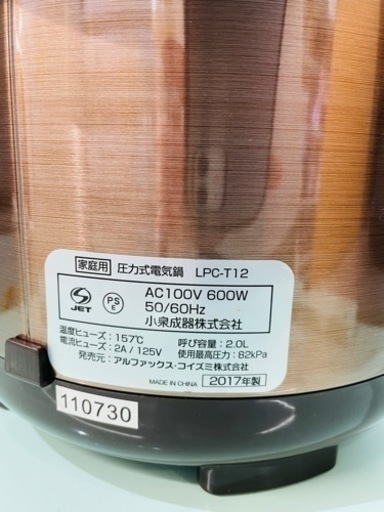 家庭用 圧力式電気鍋 LPC-T12
S JET PS E AC100V 600W
50/60Hz
小泉成器株式会社
温度ヒューズ：157℃ 呼び容量：2.0L
電流ヒューズ：2A / 125V 使用最高圧力：82kPa
発売元：アルファックス・コイズミ株式会社
MADE IN CHINA 2017年製
110730